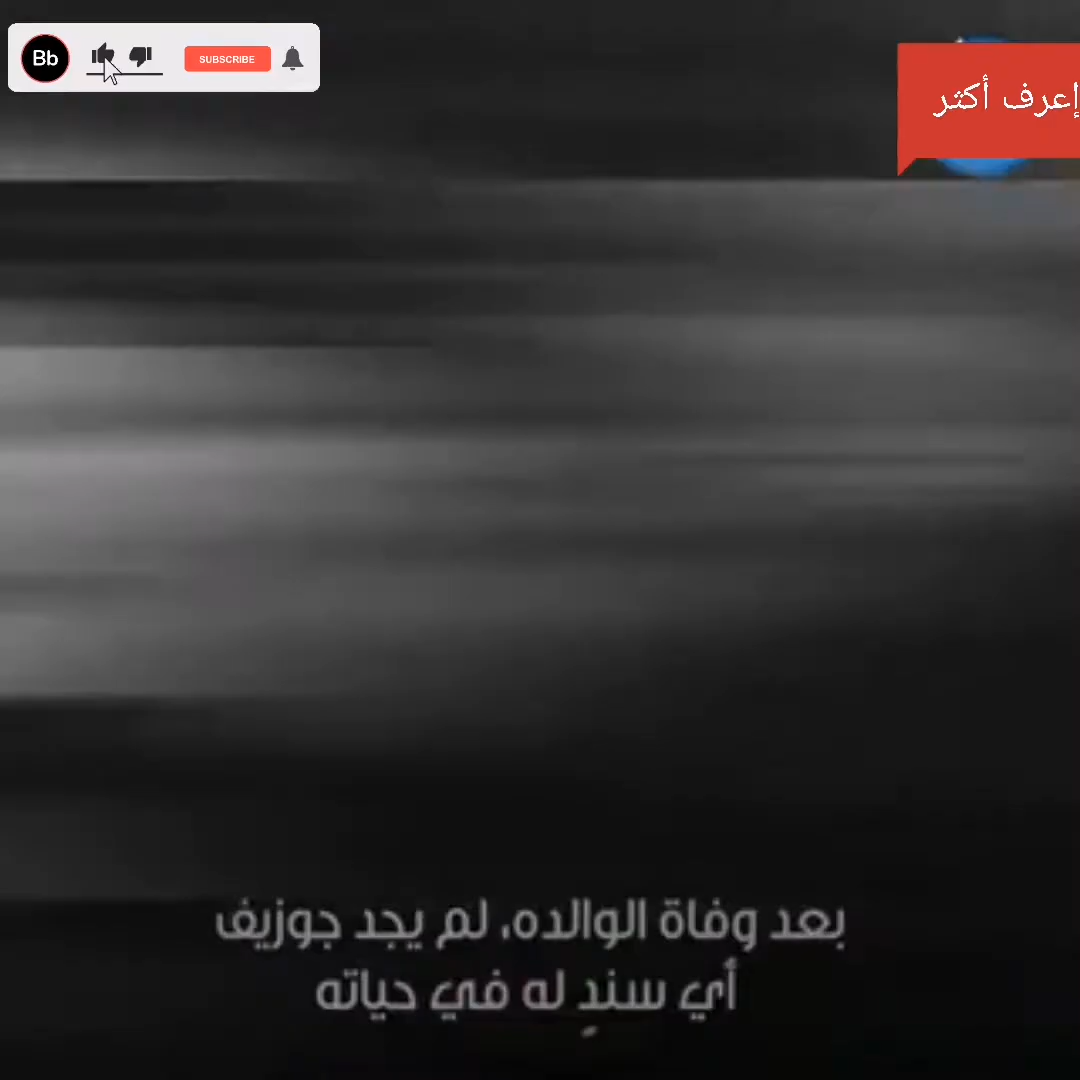 Bb
SUBSCRIBE
إعرف أكثر
بعد وفاة الوالده، لم يجد جوزيف
أي سندٍ له في حياته